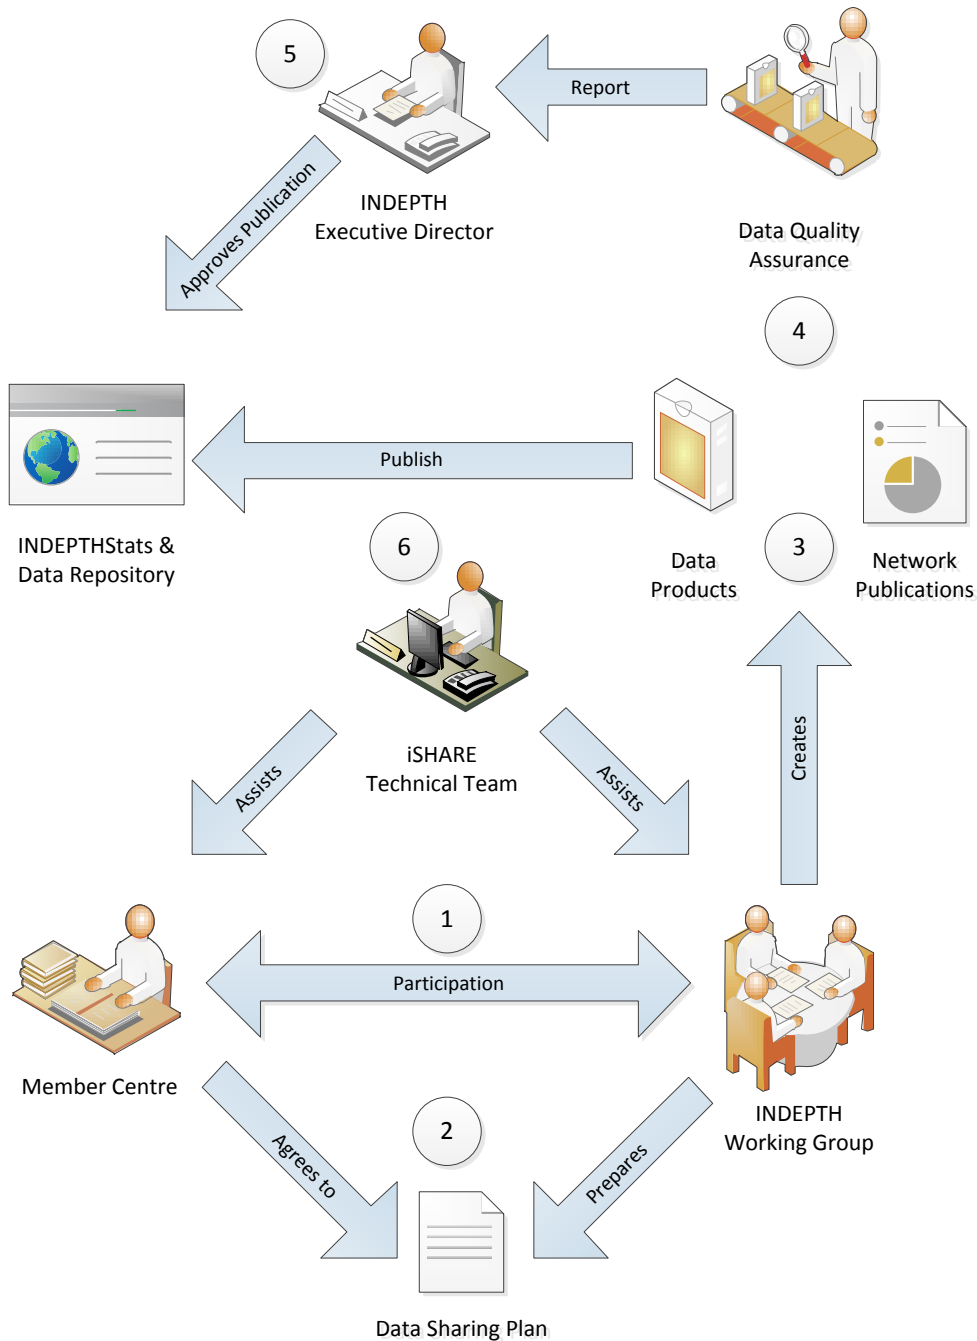 5
Report
INDEPTH
Executive Director
Data Quality
Assurance
Approves Publication
4
Publish
INDEPTHStats &
Data Repository
6
Data
Products
3
Network
Publications
iSHARE
Technical Team
Assists
Assists
Creates
1
Participation
Member Centre
INDEPTH
Working Group
2
Agrees to
Prepares
Data Sharing Plan